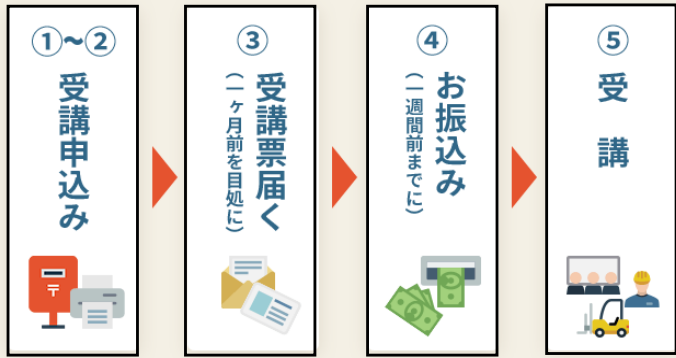 ①～②
受講申込み
③
受講票届く
（一ヶ月前を目処に）
④
お振込み
（一週間前までに）
⑤
受講